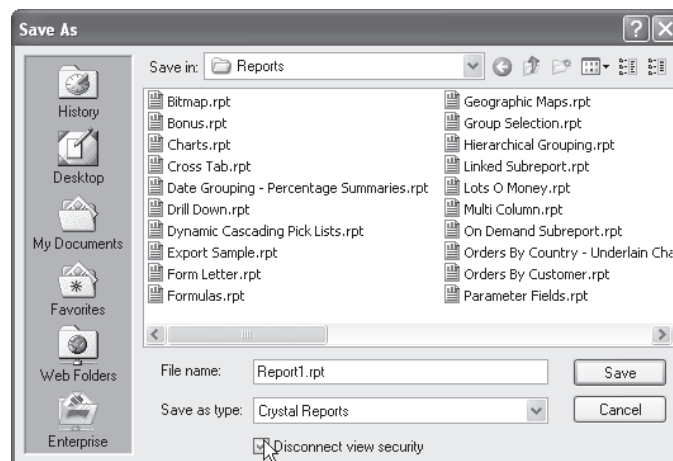 Save As
Save in: Reports
History
Desktop
My Documents
Favorites
Web Folders
Enterprise
Bitmap.rpt
Bonus.rpt
Charts.rpt
Cross Tab.rpt
Date Grouping - Percentage Summaries.rpt
Drill Down.rpt
Dynamic Cascading Pick Lists.rpt
Export Sample.rpt
Form Letter.rpt
Formulas.rpt
Geographic Maps.rpt
Group Selection.rpt
Hierarchical Grouping.rpt
Linked Subreport.rpt
Lots O Money.rpt
Multi Column.rpt
On Demand Subreport.rpt
Orders By Country - Underlain Cha
Orders By Customer.rpt
Parameter Fields.rpt
File name: Report1.rpt Save
Save as type: Crystal Reports Cancel
Disconnect view security